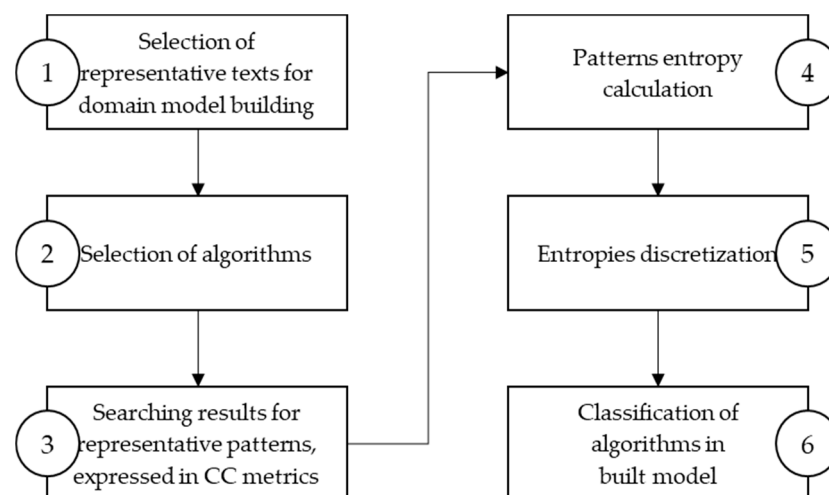 1
Selection of
representative texts for
domain model building
2
Selection of algorithms
3
Searching results for
representative patterns,
expressed in CC metrics
4
Patterns entropy
calculation
5
Entropies discretization
6
Classification of
algorithms in
built model